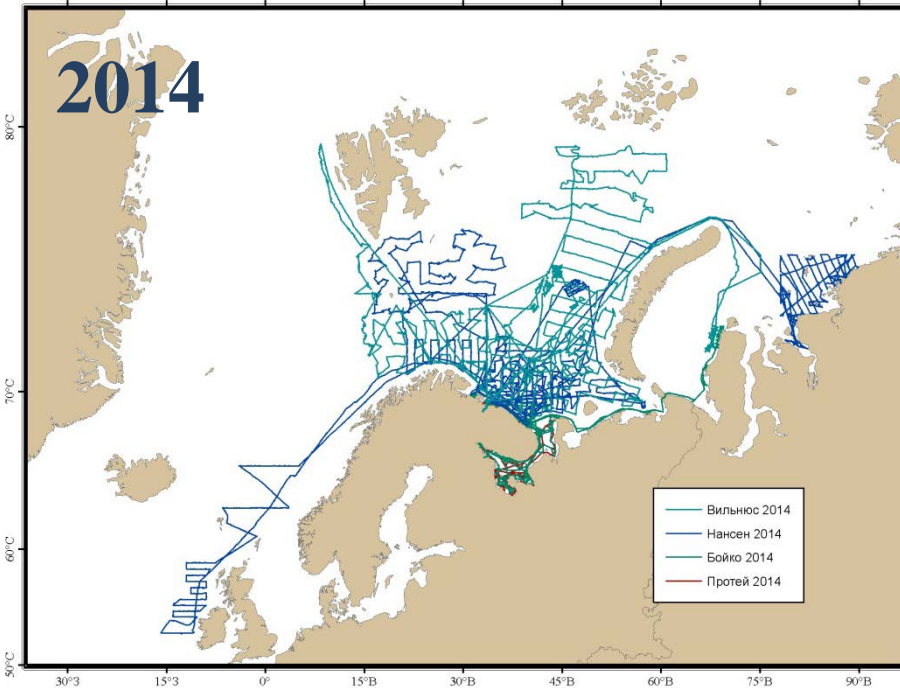 2014
80°С
70°С
60°С
50°С
Вильнюс 2014
Нансен 2014
Бойко 2014
Протей 2014
30°З
15°З
0°
15°В
30°В
45°В
60°В
75°В
90°В